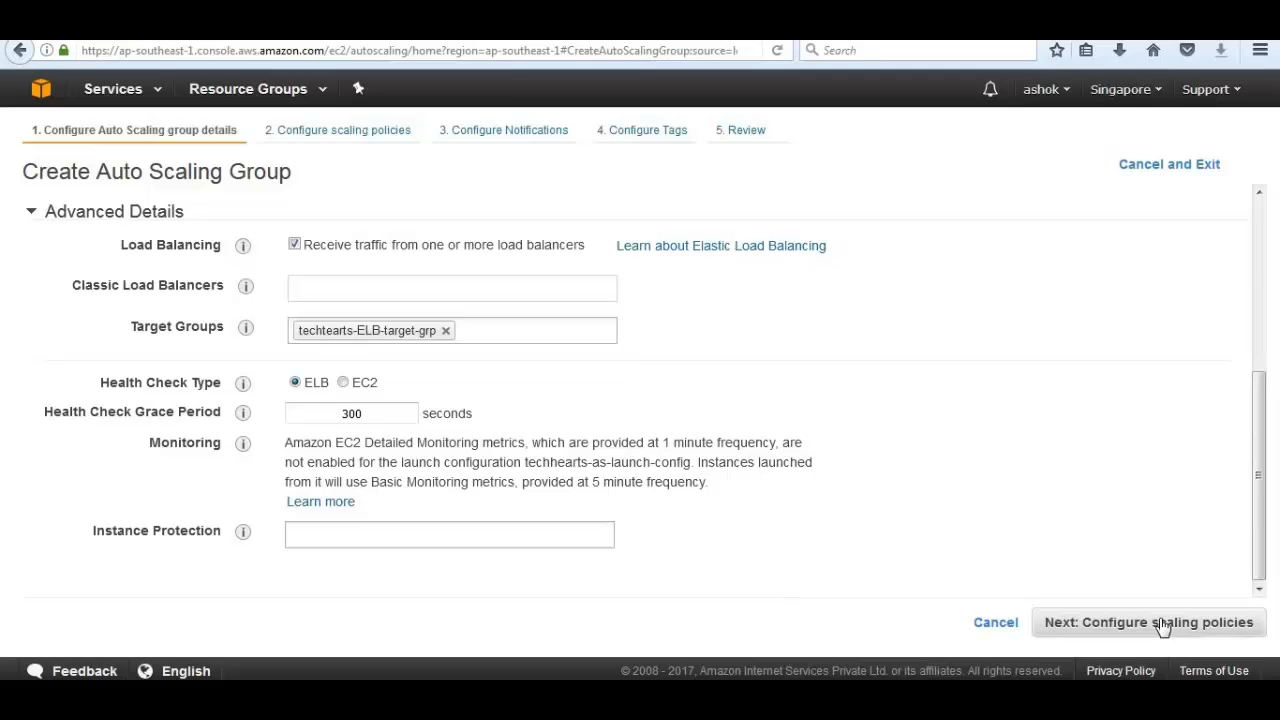 https://ap-southeast-1.console.aws.amazon.com/ec2/autoscaling/home?region=ap-southeast-1#CreateAutoScalingGroup:source=l
Search
Services
Resource Groups
ashok
Singapore
Support
1. Configure Auto Scaling group details
2. Configure scaling policies
3. Configure Notifications
4. Configure Tags
5. Review
Create Auto Scaling Group
Cancel and Exit
Advanced Details
Load Balancing
Receive traffic from one or more load balancers
Learn about Elastic Load Balancing
Classic Load Balancers
Target Groups
techtearts-ELB-target-grp
Health Check Type
ELB
EC2
Health Check Grace Period
300
seconds
Monitoring
Amazon EC2 Detailed Monitoring metrics, which are provided at 1 minute frequency, are
not enabled for the launch configuration techhearts-as-launch-config. Instances launched
from it will use Basic Monitoring metrics, provided at 5 minute frequency.
Learn more
Instance Protection
Cancel
Next: Configure scaling policies
Feedback
English
© 2008 - 2017, Amazon Internet Services Private Ltd. or its affiliates. All rights reserved.
Privacy Policy
Terms of Use